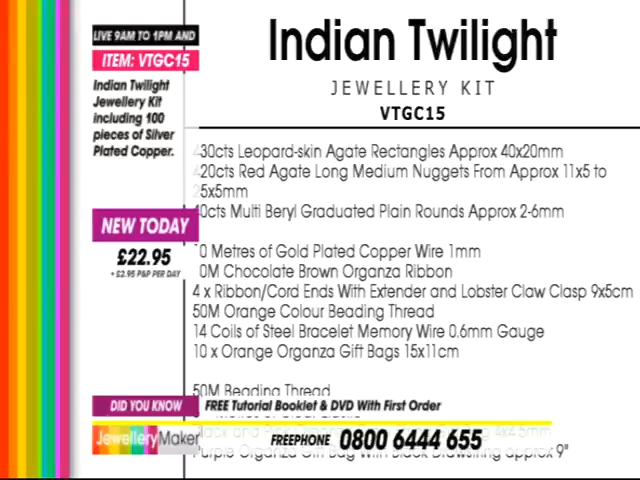 LIVE 9AM TO 1PM AND
ITEM: VTGC15
Indian Twilight
Jewellery Kit
including 100
pieces of Silver
Plated Copper.
NEW TODAY
£22.95
+ £2.95 P&P PER DAY
Indian Twilight
JEWELLERY KIT
VTGC15
430cts Leopard-skin Agate Rectangles Approx 40x20mm
420cts Red Agate Long Medium Nuggets From Approx 11x5 to
25x5mm
40cts Multi Beryl Graduated Plain Rounds Approx 2-6mm
0 Metres of Gold Plated Copper Wire 1mm
0M Chocolate Brown Organza Ribbon
4 x Ribbon/Cord Ends With Extender and Lobster Claw Clasp 9x5cm
50M Orange Colour Beading Thread
14 Coils of Steel Bracelet Memory Wire 0.6mm Gauge
10 x Orange Organza Gift Bags 15x11cm
50M Beading Thread
DID YOU KNOW
FREE Tutorial Booklet & DVD With First Order
JewelleryMaker
FREEPHONE 0800 6444 655
Purple Organza Gift Bag With Black Drawstring approx 9"